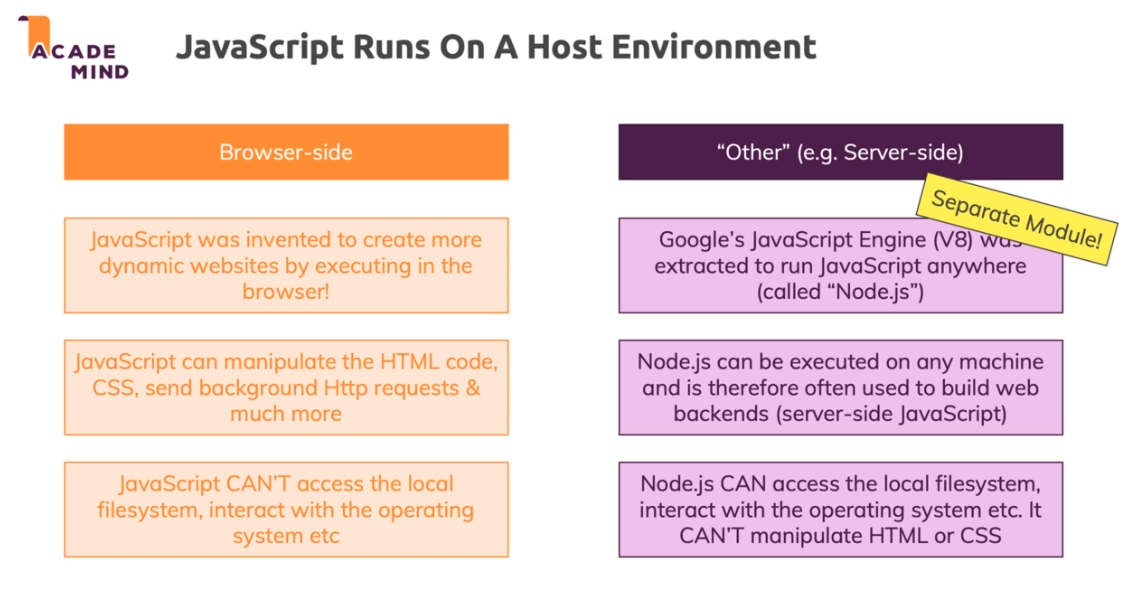 ACADE
MIND
JavaScript Runs On A Host Environment
Browser-side
JavaScript was invented to create more
dynamic websites by executing in the
browser!
JavaScript can manipulate the HTML code,
CSS, send background Http requests &
much more
JavaScript CAN'T access the local
filesystem, interact with the operating
system etc
“Other” (e.g. Server-side)
Separate Module!
Google's JavaScript Engine (V8) was
extracted to run JavaScript anywhere
(called “Node.js”)
Node.js can be executed on any machine
and is therefore often used to build web
backends (server-side JavaScript)
Node.js CAN access the local filesystem,
interact with the operating system etc. It
CAN'T manipulate HTML or CSS